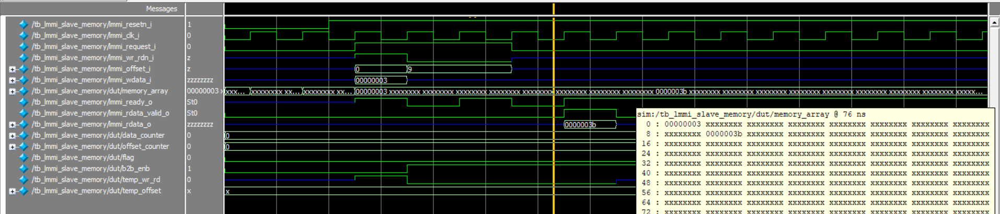 Messages
/tb_lmmi_slave_memory/lmmi_resetn_i 1
/tb_lmmi_slave_memory/lmmi_clk_i 0
/tb_lmmi_slave_memory/lmmi_request_i 0
/tb_lmmi_slave_memory/lmmi_wr_rdn_i z
/tb_lmmi_slave_memory/lmmi_offset_i z 0 9
/tb_lmmi_slave_memory/lmmi_wdata_i zzzzzzzz 00000003
/tb_lmmi_slave_memory/dut/memory_array 00000003 x xxx... xxxxxxxx xx... xxxxxxxx xx... 00000003 xxxxxxxx xxxxxxxx xxxxxxxx xxxxxxxx xxxxxxxx xxxxxxxx xxxxxxxx 0000003b xxxxxxxx xxxxxxxx xxxxxxxx xxxxxxxx xxxxxxxx xxxxxxxx xxxxxxxx xxxxx...
/tb_lmmi_slave_memory/lmmi_ready_o St0
/tb_lmmi_slave_memory/lmmi_rdata_valid_o St0
/tb_lmmi_slave_memory/lmmi_rdata_o zzzzzzzz 0000003b
/tb_lmmi_slave_memory/dut/data_counter 0 0
/tb_lmmi_slave_memory/dut/offset_counter 0 0
/tb_lmmi_slave_memory/dut/flag 0
/tb_lmmi_slave_memory/dut/b2b_enb 1
/tb_lmmi_slave_memory/dut/temp_wr_rd 0
/tb_lmmi_slave_memory/dut/temp_offset x x
sim:/tb_lmmi_slave_memory/dut/memory_array @ 76 ns
0 : 00000003 xxxxxxxx xxxxxxxx xxxxxxxx xxxxxxxx xxxxxxxx xxxxxxxx xxxxxxxx
8 : xxxxxxxx 0000003b xxxxxxxx xxxxxxxx xxxxxxxx xxxxxxxx xxxxxxxx xxxxxxxx
16 : xxxxxxxx xxxxxxxx xxxxxxxx xxxxxxxx xxxxxxxx xxxxxxxx xxxxxxxx xxxxxxxx
24 : xxxxxxxx xxxxxxxx xxxxxxxx xxxxxxxx xxxxxxxx xxxxxxxx xxxxxxxx xxxxxxxx
32 : xxxxxxxx xxxxxxxx xxxxxxxx xxxxxxxx xxxxxxxx xxxxxxxx xxxxxxxx xxxxxxxx
40 : xxxxxxxx xxxxxxxx xxxxxxxx xxxxxxxx xxxxxxxx xxxxxxxx xxxxxxxx xxxxxxxx
48 : xxxxxxxx xxxxxxxx xxxxxxxx xxxxxxxx xxxxxxxx xxxxxxxx xxxxxxxx xxxxxxxx
56 : xxxxxxxx xxxxxxxx xxxxxxxx xxxxxxxx xxxxxxxx xxxxxxxx xxxxxxxx xxxxxxxx
64 : xxxxxxxx xxxxxxxx xxxxxxxx xxxxxxxx xxxxxxxx xxxxxxxx xxxxxxxx xxxxxxxx
72 : xxxxxxxx xxxxxxxx xxxxxxxx xxxxxxxx xxxxxxxx xxxxxxxx xxxxxxxx xxxxxxxx